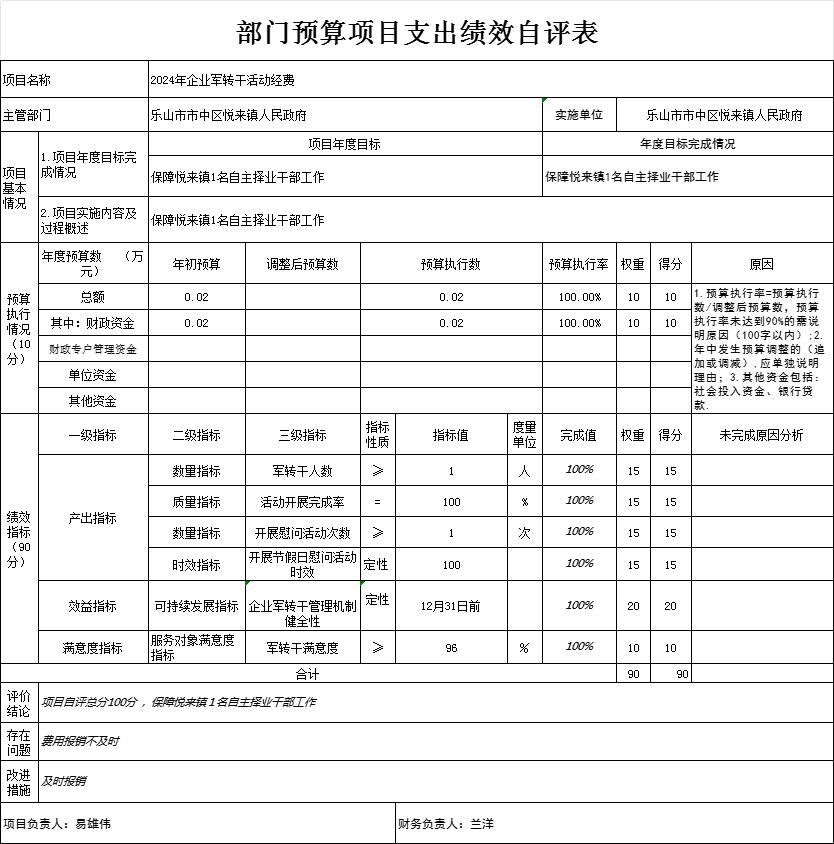 部门预算项目支出绩效自评表
项目名称 2024年企业军转干活动经费
主管部门 乐山市市中区悦来镇人民政府 实施单位 乐山市市中区悦来镇人民政府
项目
基本
情况
1.项目年度目标完
成情况
项目年度目标 年度目标完成情况
保障悦来镇1名自主择业干部工作 保障悦来镇1名自主择业干部工作
2.项目实施内容及
过程概述
保障悦来镇1名自主择业干部工作
预算
执行
情况
（10
分）
年度预算数 （万
元）
年初预算 调整后预算数 预算执行数 预算执行率 权重 得分 原因
总额 0.02 0.02 100.00% 10 10
其中：财政资金 0.02 0.02 100.00% 10 10
财政专户管理资金
单位资金
其他资金
1.预算执行率=预算执行
数/调整后预算数，预算
执行率未达到90%的需说
明原因（100字以内）;2.
年中发生预算调整的（追
加或调减）,应单独说明
理由；3.其他资金包括：
社会投入资金、银行贷
款.
绩效
指标
（90
分）
一级指标 二级指标 三级指标 指标
性质 指标值 度量
单位 完成值 权重 得分 未完成原因分析
产出指标
数量指标 军转干人数 ≥ 1 人 100% 15 15
质量指标 活动开展完成率 = 100 % 100% 15 15
数量指标 开展慰问活动次数 ≥ 1 次 100% 15 15
时效指标 开展节假日慰问活动
时效 定性 100 100% 15 15
效益指标 可持续发展指标 企业军转干管理机制
健全性 定性 12月31日前 100% 20 20
满意度指标 服务对象满意度
指标 军转干满意度 ≥ 96 % 100% 10 10
合计 90 90
评价
结论
项目自评总分100分 ，保障悦来镇１名自主择业干部工作
存在
问题
费用报销不及时
改进
措施
及时报销
项目负责人：易雄伟 财务负责人：兰洋